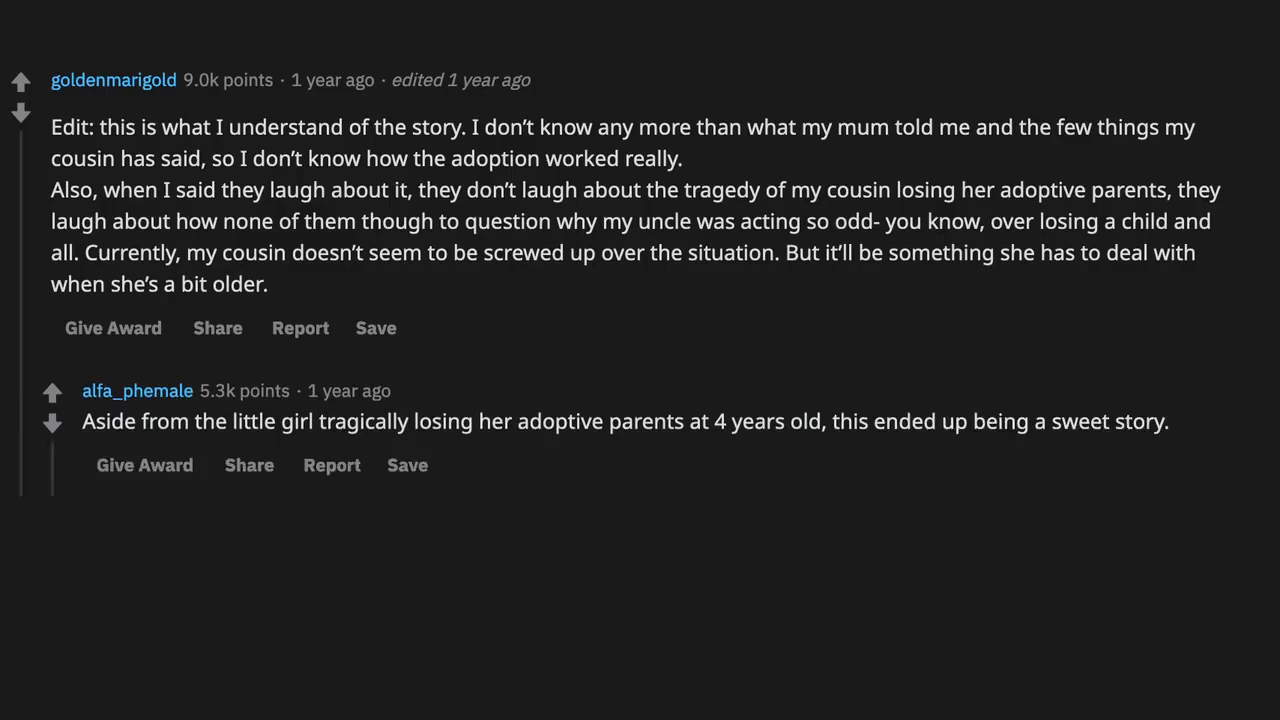 goldenmarigold 9.0k points · 1 year ago · edited 1 year ago
Edit: this is what I understand of the story. I don’t know any more than what my mum told me and the few things my
cousin has said, so I don’t know how the adoption worked really.
Also, when I said they laugh about it, they don’t laugh about the tragedy of my cousin losing her adoptive parents, they
laugh about how none of them though to question why my uncle was acting so odd- you know, over losing a child and
all. Currently, my cousin doesn’t seem to be screwed up over the situation. But it’ll be something she has to deal with
when she’s a bit older.
Give Award Share Report Save
alfa_phemale 5.3k points · 1 year ago
Aside from the little girl tragically losing her adoptive parents at 4 years old, this ended up being a sweet story.
Give Award Share Report Save